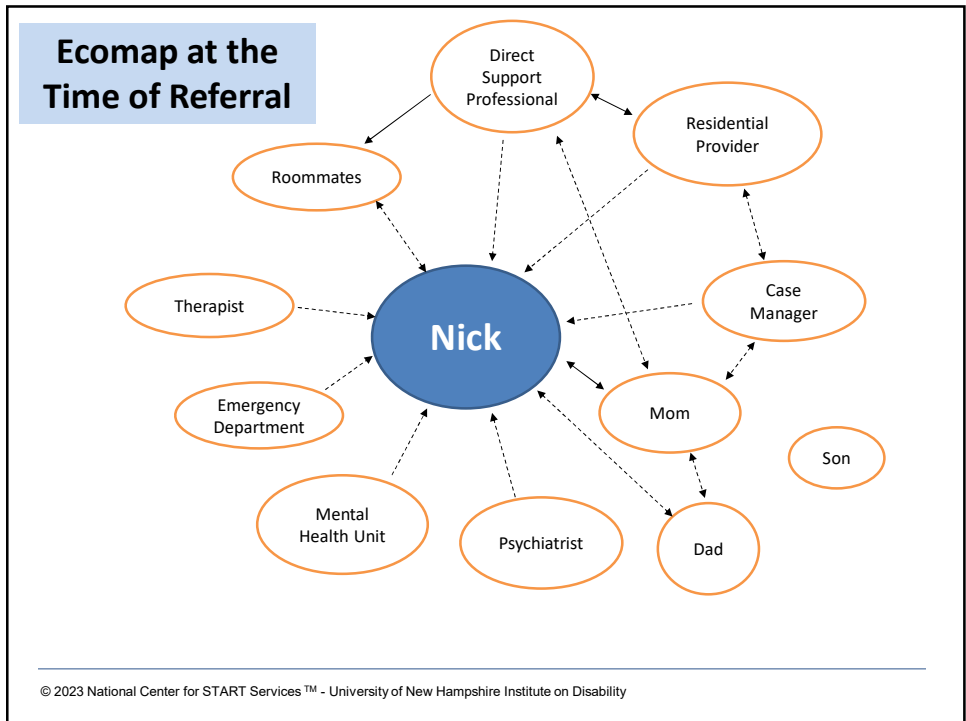 Ecomap at the
Time of Referral
Direct
Support
Professional
Residential
Provider
Roommates
Therapist
Case
Manager
Nick
Emergency
Department
Mom
Son
Mental
Health Unit
Psychiatrist
Dad
© 2023 National Center for START Services ™ - University of New Hampshire Institute on Disability